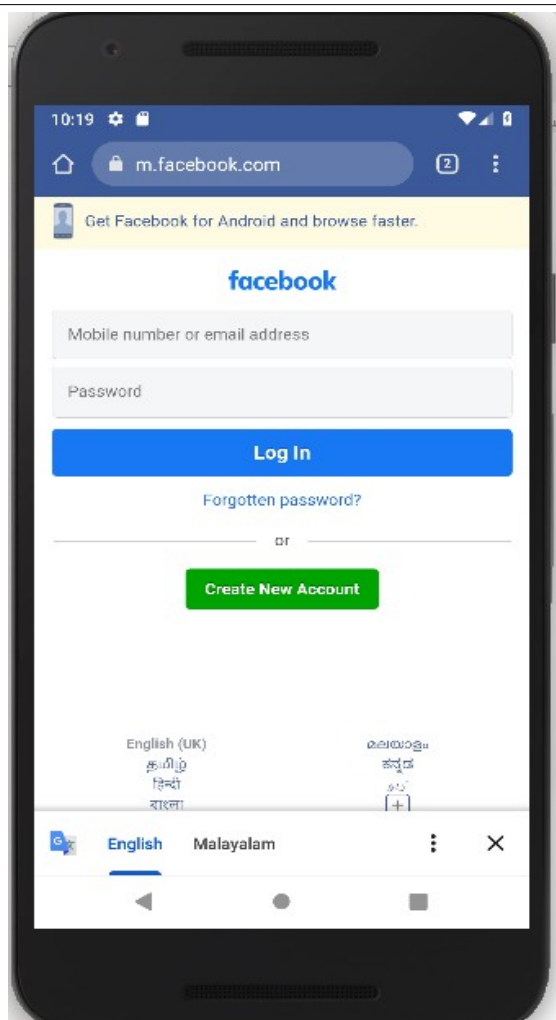 10:19
m.facebook.com 2
Get Facebook for Android and browse faster.
facebook
Mobile number or email address
Password
Log In
Forgotten password?
or
Create New Account
English (UK) മലയാളം
தமிழ் ಕನ್ನಡ
हिन्दी اردو
বাংলা
English Malayalam